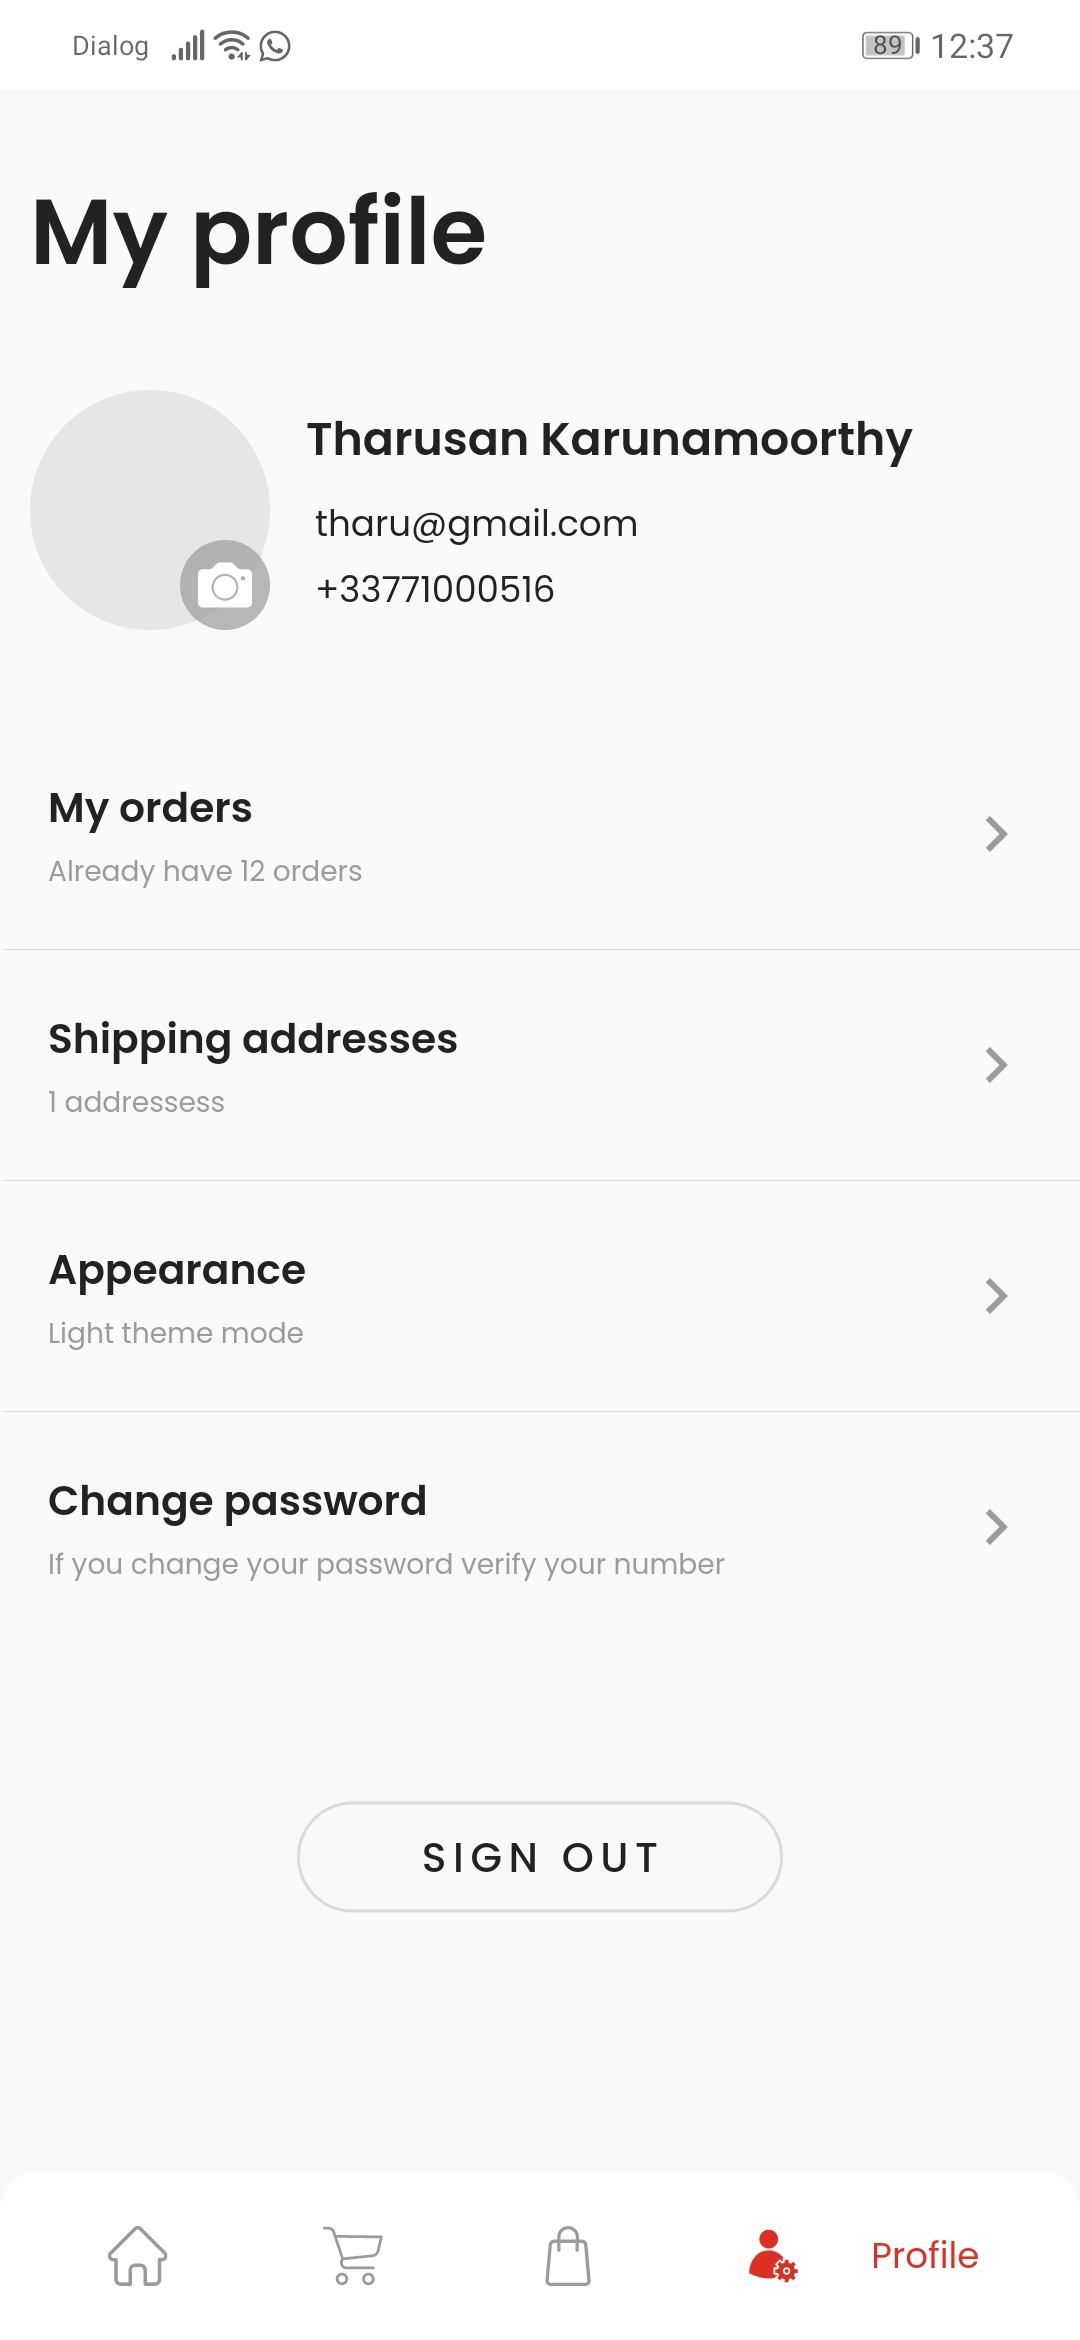 Dialog 89 12:37
My profile
Tharusan Karunamoorthy
tharu@gmail.com
+33771000516
My orders
Already have 12 orders
Shipping addresses
1 addressess
Appearance
Light theme mode
Change password
If you change your password verify your number
SIGN OUT
Profile